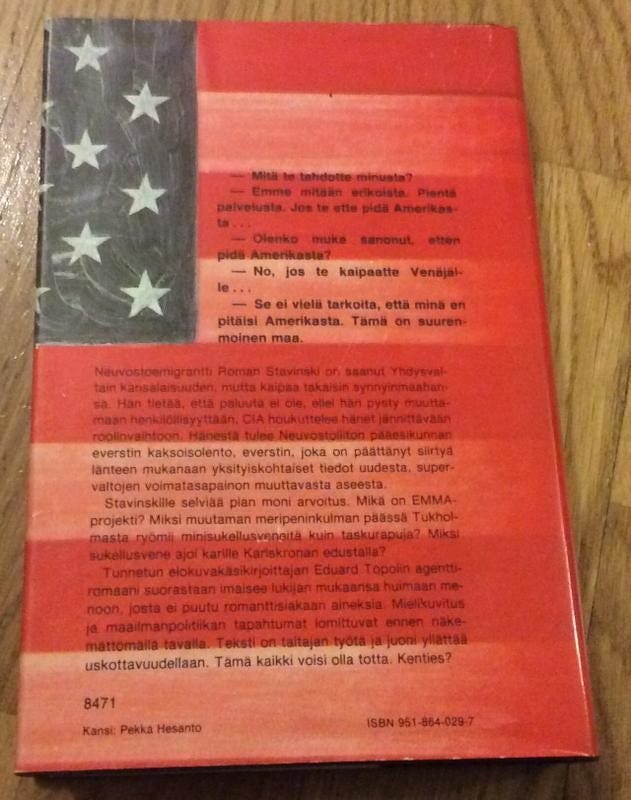 — Mitä te tahdotte minusta?
— Emme mitään erikoista. Pientä
palvelusta. Jos te ette pidä Amerikas-
ta . . .
— Olenko muka sanonut, etten
pidä Amerikasta?
— No, jos te kaipaatte Venäjäl-
le . . .
— Se ei vielä tarkoita, että minä en
pitäisi Amerikasta. Tämä on suuren-
moinen maa.
Neuvostoemigrantti Roman Stavinski on saanut Yhdysval-
tain kansalaisuuden, mutta kaipaa takaisin synnyinmaahan-
sa. Hän tietää, että paluuta ei ole, ellei hän pysty muutta-
maan henkilöllisyyttään. CIA houkuttelee hänet jännittävään
roolinvaihtoon. Hänestä tulee Neuvostoliiton pääesikunnan
everstin kaksoisolento, everstin, joka on päättänyt siirtyä
länteen mukanaan yksityiskohtaiset tiedot uudesta, super-
valtojen voimatasapainon muuttavasta aseesta.
Stavinskille selviää pian moni arvoitus. Mikä on EMMA-
projekti? Miksi muutaman meripeninkulman päässä Tukhol-
masta ryömii minisukellusveneitä kuin taskurapuja? Miksi
sukellusvene ajoi karille Karlskronan edustalla?
Tunnetun elokuvakäsikirjoittajan Eduard Topolin agentti-
romaani suorastaan imaisee lukijan mukaansa huimaan me-
noon, josta ei puutu romanttisiakaan aineksia. Mielikuvitus
ja maailmanpolitiikan tapahtumat lomittuvat ennen näke-
mättömällä tavalla. Teksti on taitajan työtä ja juoni yllättää
uskottavuudellaan. Tämä kaikki voisi olla totta. Kenties?
8471
Kansi: Pekka Hesanto
ISBN 951-864-029-7